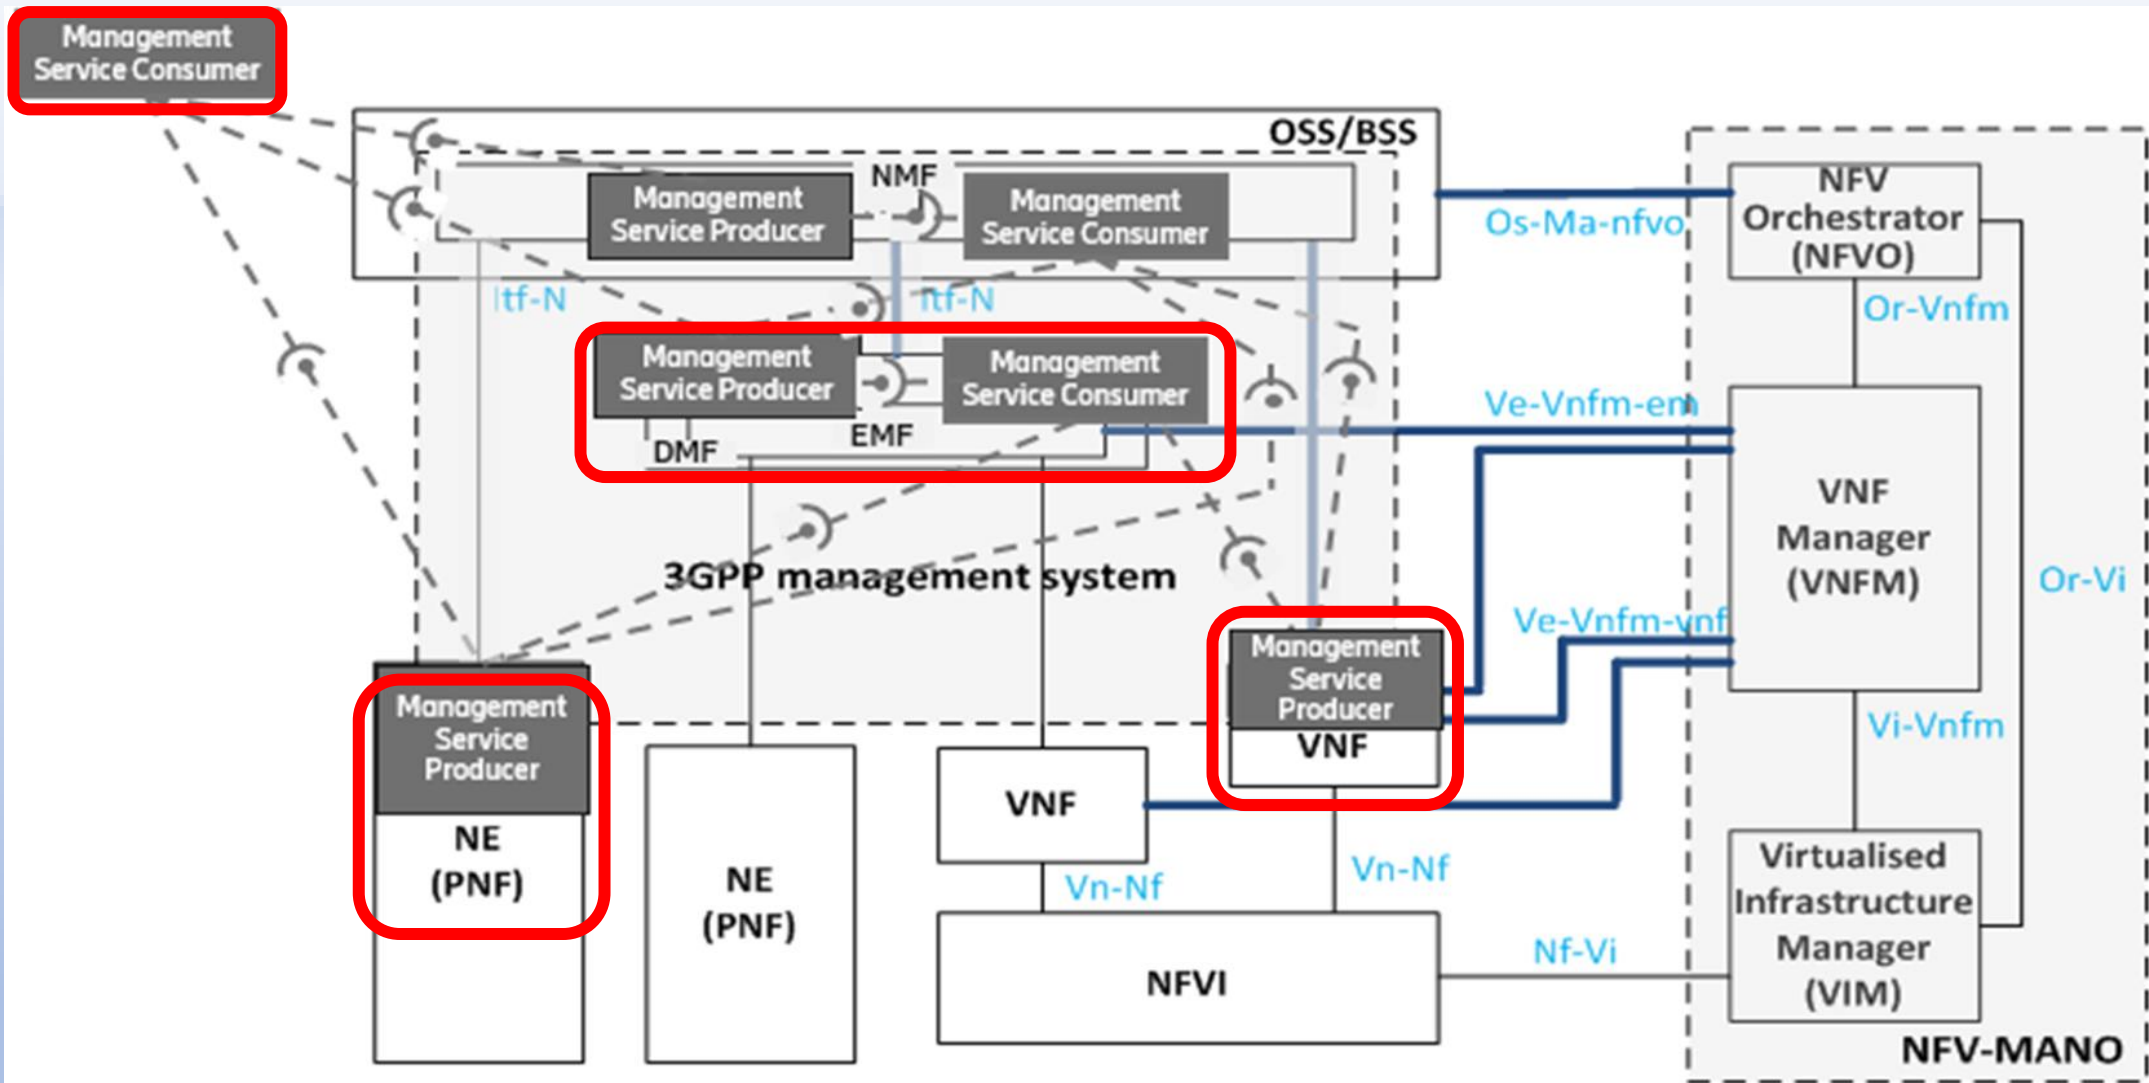 Management
Service Consumer
OSS/BSS
NMF
Management
Service Producer
Management
Service Consumer
Os-Ma-nfvo
NFV
Orchestrator
(NFVO)
Itf-N
Itf-N
Or-Vnfm
Management
Service Producer
Management
Service Consumer
DMF
EMF
Ve-Vnfm-em
VNF
Manager
(VNFM)
Or-Vi
3GPP management system
Ve-Vnfm-vnf
Management
Service
Producer
VNF
Management
Service
Producer
NE
(PNF)
NE
(PNF)
VNF
Vn-Nf
Vn-Nf
Vi-Vnfm
NFVI
Nf-Vi
Virtualised
Infrastructure
Manager
(VIM)
NFV-MANO